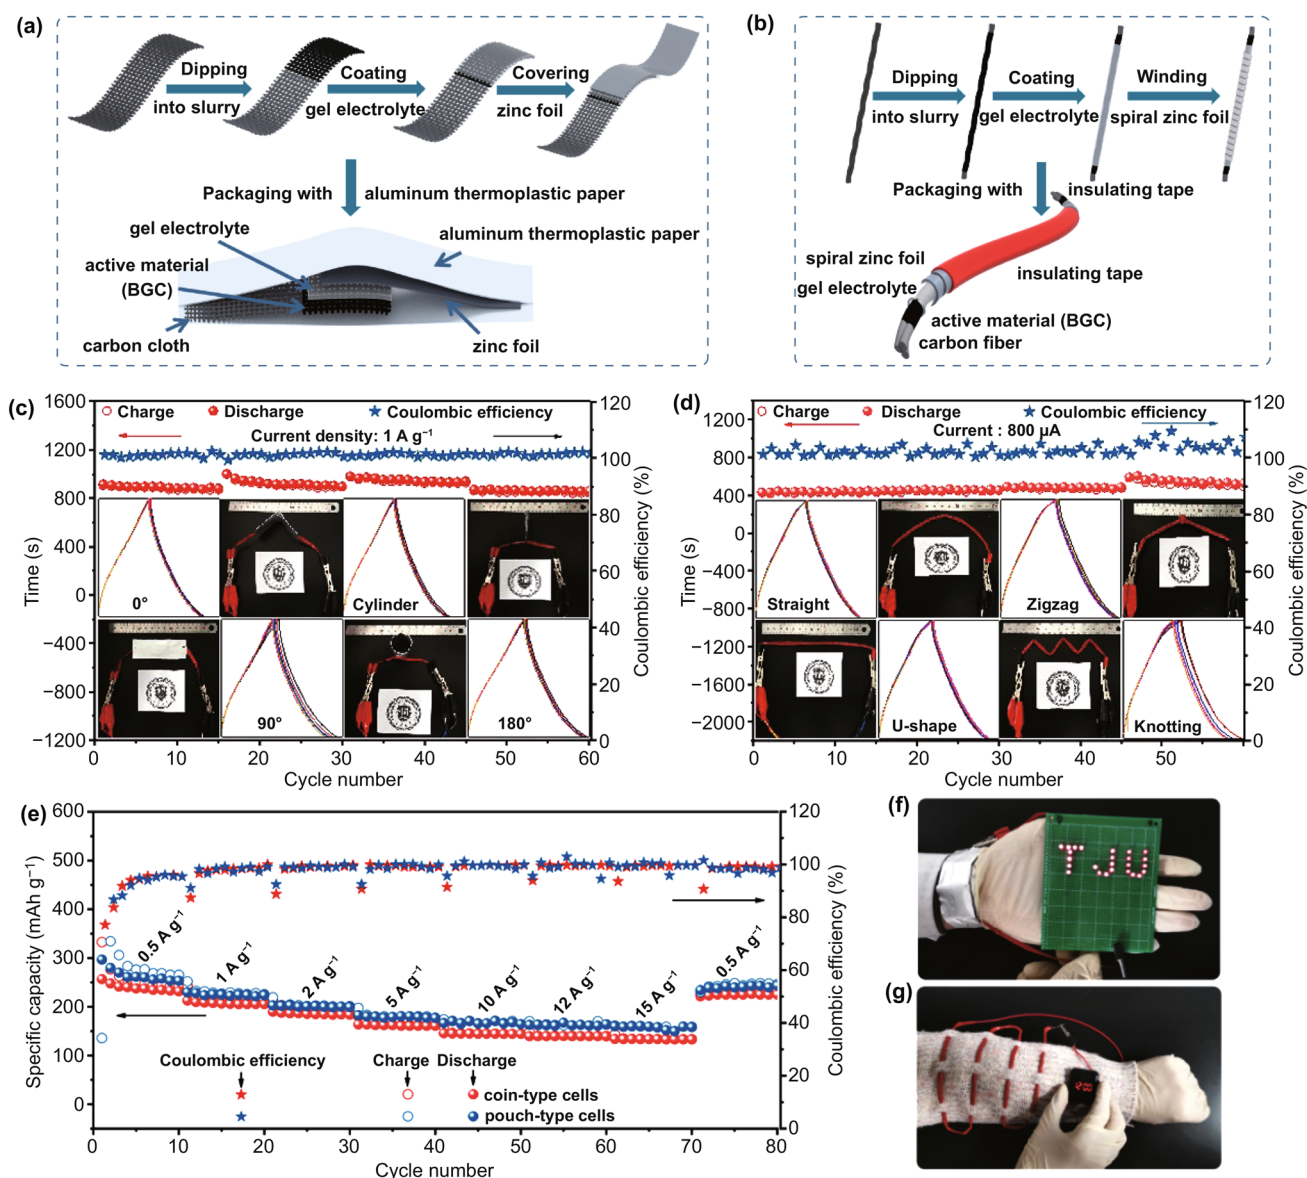 (a)
Dipping
into slurry
Coating
gel electrolyte
Covering
zinc foil
Packaging with
aluminum thermoplastic paper
gel electrolyte
aluminum thermoplastic paper
active material
(BGC)
carbon cloth
zinc foil
(b)
Dipping
into slurry
Coating
gel electrolyte
Winding
spiral zinc foil
Packaging with
insulating tape
spiral zinc foil
gel electrolyte
insulating tape
active material (BGC)
carbon fiber
(c)
Charge
Discharge
Coulombic efficiency
Current density: 1 A g⁻¹
1600
1200
800
400
0
−400
−800
−1200
Time (s)
120
100
80
60
40
20
0
Coulombic efficiency (%)
0°
Cylinder
90°
180°
0 10 20 30 40 50 60
Cycle number
(d)
Charge
Discharge
Coulombic efficiency
Current : 800 µA
1200
800
400
0
−400
−800
−1200
−1600
−2000
Time (s)
120
100
80
60
40
20
0
Coulombic efficiency (%)
Straight
Zigzag
U-shape
Knotting
0 10 20 30 40 50
Cycle number
(e)
600
500
400
300
200
100
0
Specific capacity (mAh g⁻¹)
120
100
80
60
40
20
0
Coulombic efficiency (%)
0.5 A g⁻¹
1 A g⁻¹
2 A g⁻¹
5 A g⁻¹
10 A g⁻¹
12 A g⁻¹
15 A g⁻¹
0.5 A g⁻¹
Coulombic efficiency
Charge Discharge
coin-type cells
pouch-type cells
0 10 20 30 40 50 60 70 80
Cycle number
(f)
TJU
(g)
12:00